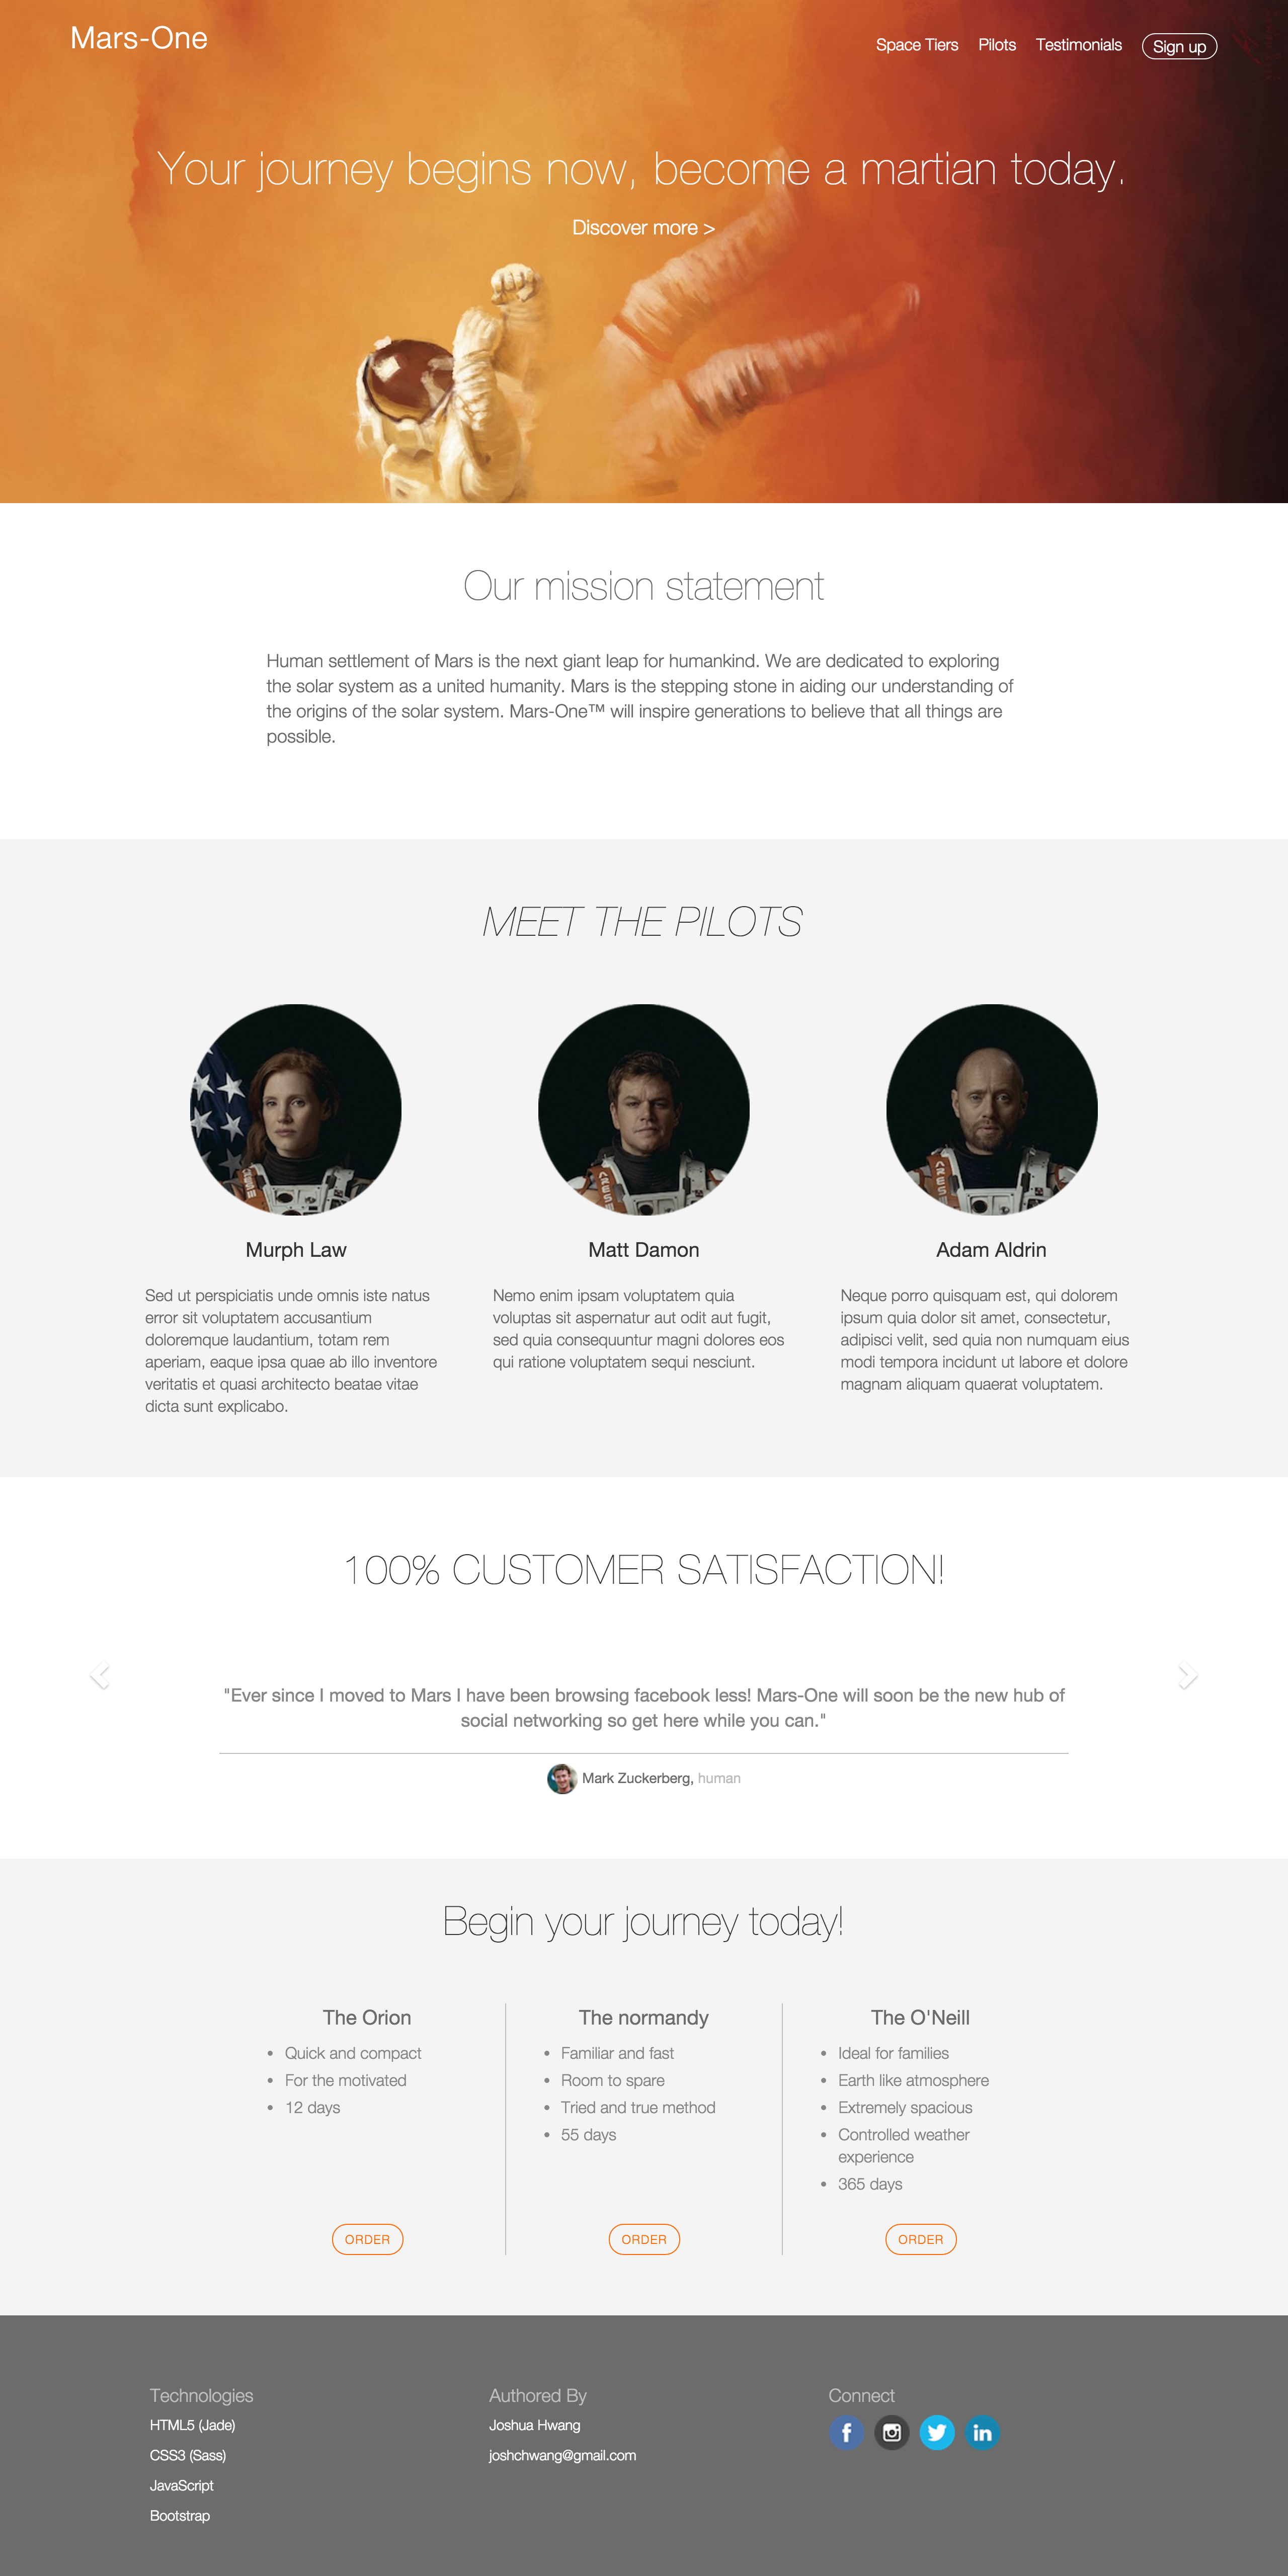 Mars-One
Space Tiers
Pilots
Testimonials
Sign up
Your journey begins now, become a martian today.
Discover more >
Our mission statement
Human settlement of Mars is the next giant leap for humankind. We are dedicated to exploring
the solar system as a united humanity. Mars is the stepping stone in aiding our understanding of
the origins of the solar system. Mars-One™ will inspire generations to believe that all things are
possible.
MEET THE PILOTS
ARES III
ARES
ARES
Murph Law
Sed ut perspiciatis unde omnis iste natus
error sit voluptatem accusantium
doloremque laudantium, totam rem
aperiam, eaque ipsa quae ab illo inventore
veritatis et quasi architecto beatae vitae
dicta sunt explicabo.
Matt Damon
Nemo enim ipsam voluptatem quia
voluptas sit aspernatur aut odit aut fugit,
sed quia consequuntur magni dolores eos
qui ratione voluptatem sequi nesciunt.
Adam Aldrin
Neque porro quisquam est, qui dolorem
ipsum quia dolor sit amet, consectetur,
adipisci velit, sed quia non numquam eius
modi tempora incidunt ut labore et dolore
magnam aliquam quaerat voluptatem.
100% CUSTOMER SATISFACTION!
"Ever since I moved to Mars I have been browsing facebook less! Mars-One will soon be the new hub of
social networking so get here while you can."
Mark Zuckerberg, human
Begin your journey today!
The Orion
• Quick and compact
• For the motivated
• 12 days
ORDER
The normandy
• Familiar and fast
• Room to spare
• Tried and true method
• 55 days
ORDER
The O'Neill
• Ideal for families
• Earth like atmosphere
• Extremely spacious
• Controlled weather
experience
• 365 days
ORDER
Technologies
HTML5 (Jade)
CSS3 (Sass)
JavaScript
Bootstrap
Authored By
Joshua Hwang
joshchwang@gmail.com
Connect
f
in